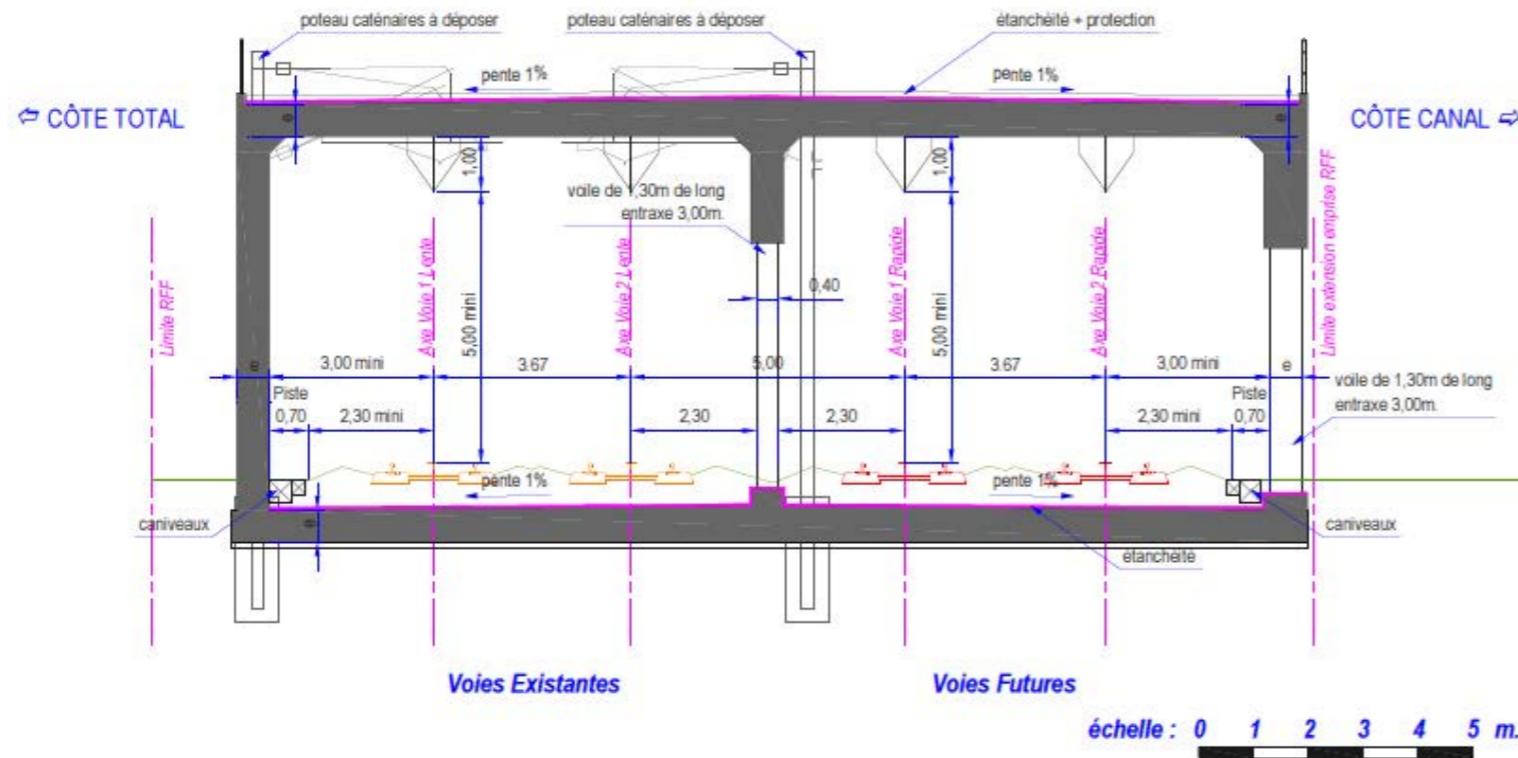 poteau caténaires à déposer
poteau caténaires à déposer
étanchéité + protection
pente 1%
pente 1%
⇦ CÔTE TOTAL
CÔTE CANAL ⇨
e
e
1,00
1,00
voile de 1,30m de long
entraxe 3,00m.
Limite RFF
Axe Voie 1 Lente
5,00 mini
Axe Voie 2 Lente
0,40
Axe Voie 1 Rapide
5,00 mini
Axe Voie 2 Rapide
Limite extension emprise RFF
e
3,00 mini
3.67
5,00
3.67
3,00 mini
e
voile de 1,30m de long
entraxe 3,00m.
Piste
0,70
2,30 mini
2,30
2,30
2,30 mini
Piste
0,70
pente 1%
pente 1%
caniveaux
e
caniveaux
étanchéité
Voies Existantes
Voies Futures
échelle : 0 1 2 3 4 5 m.